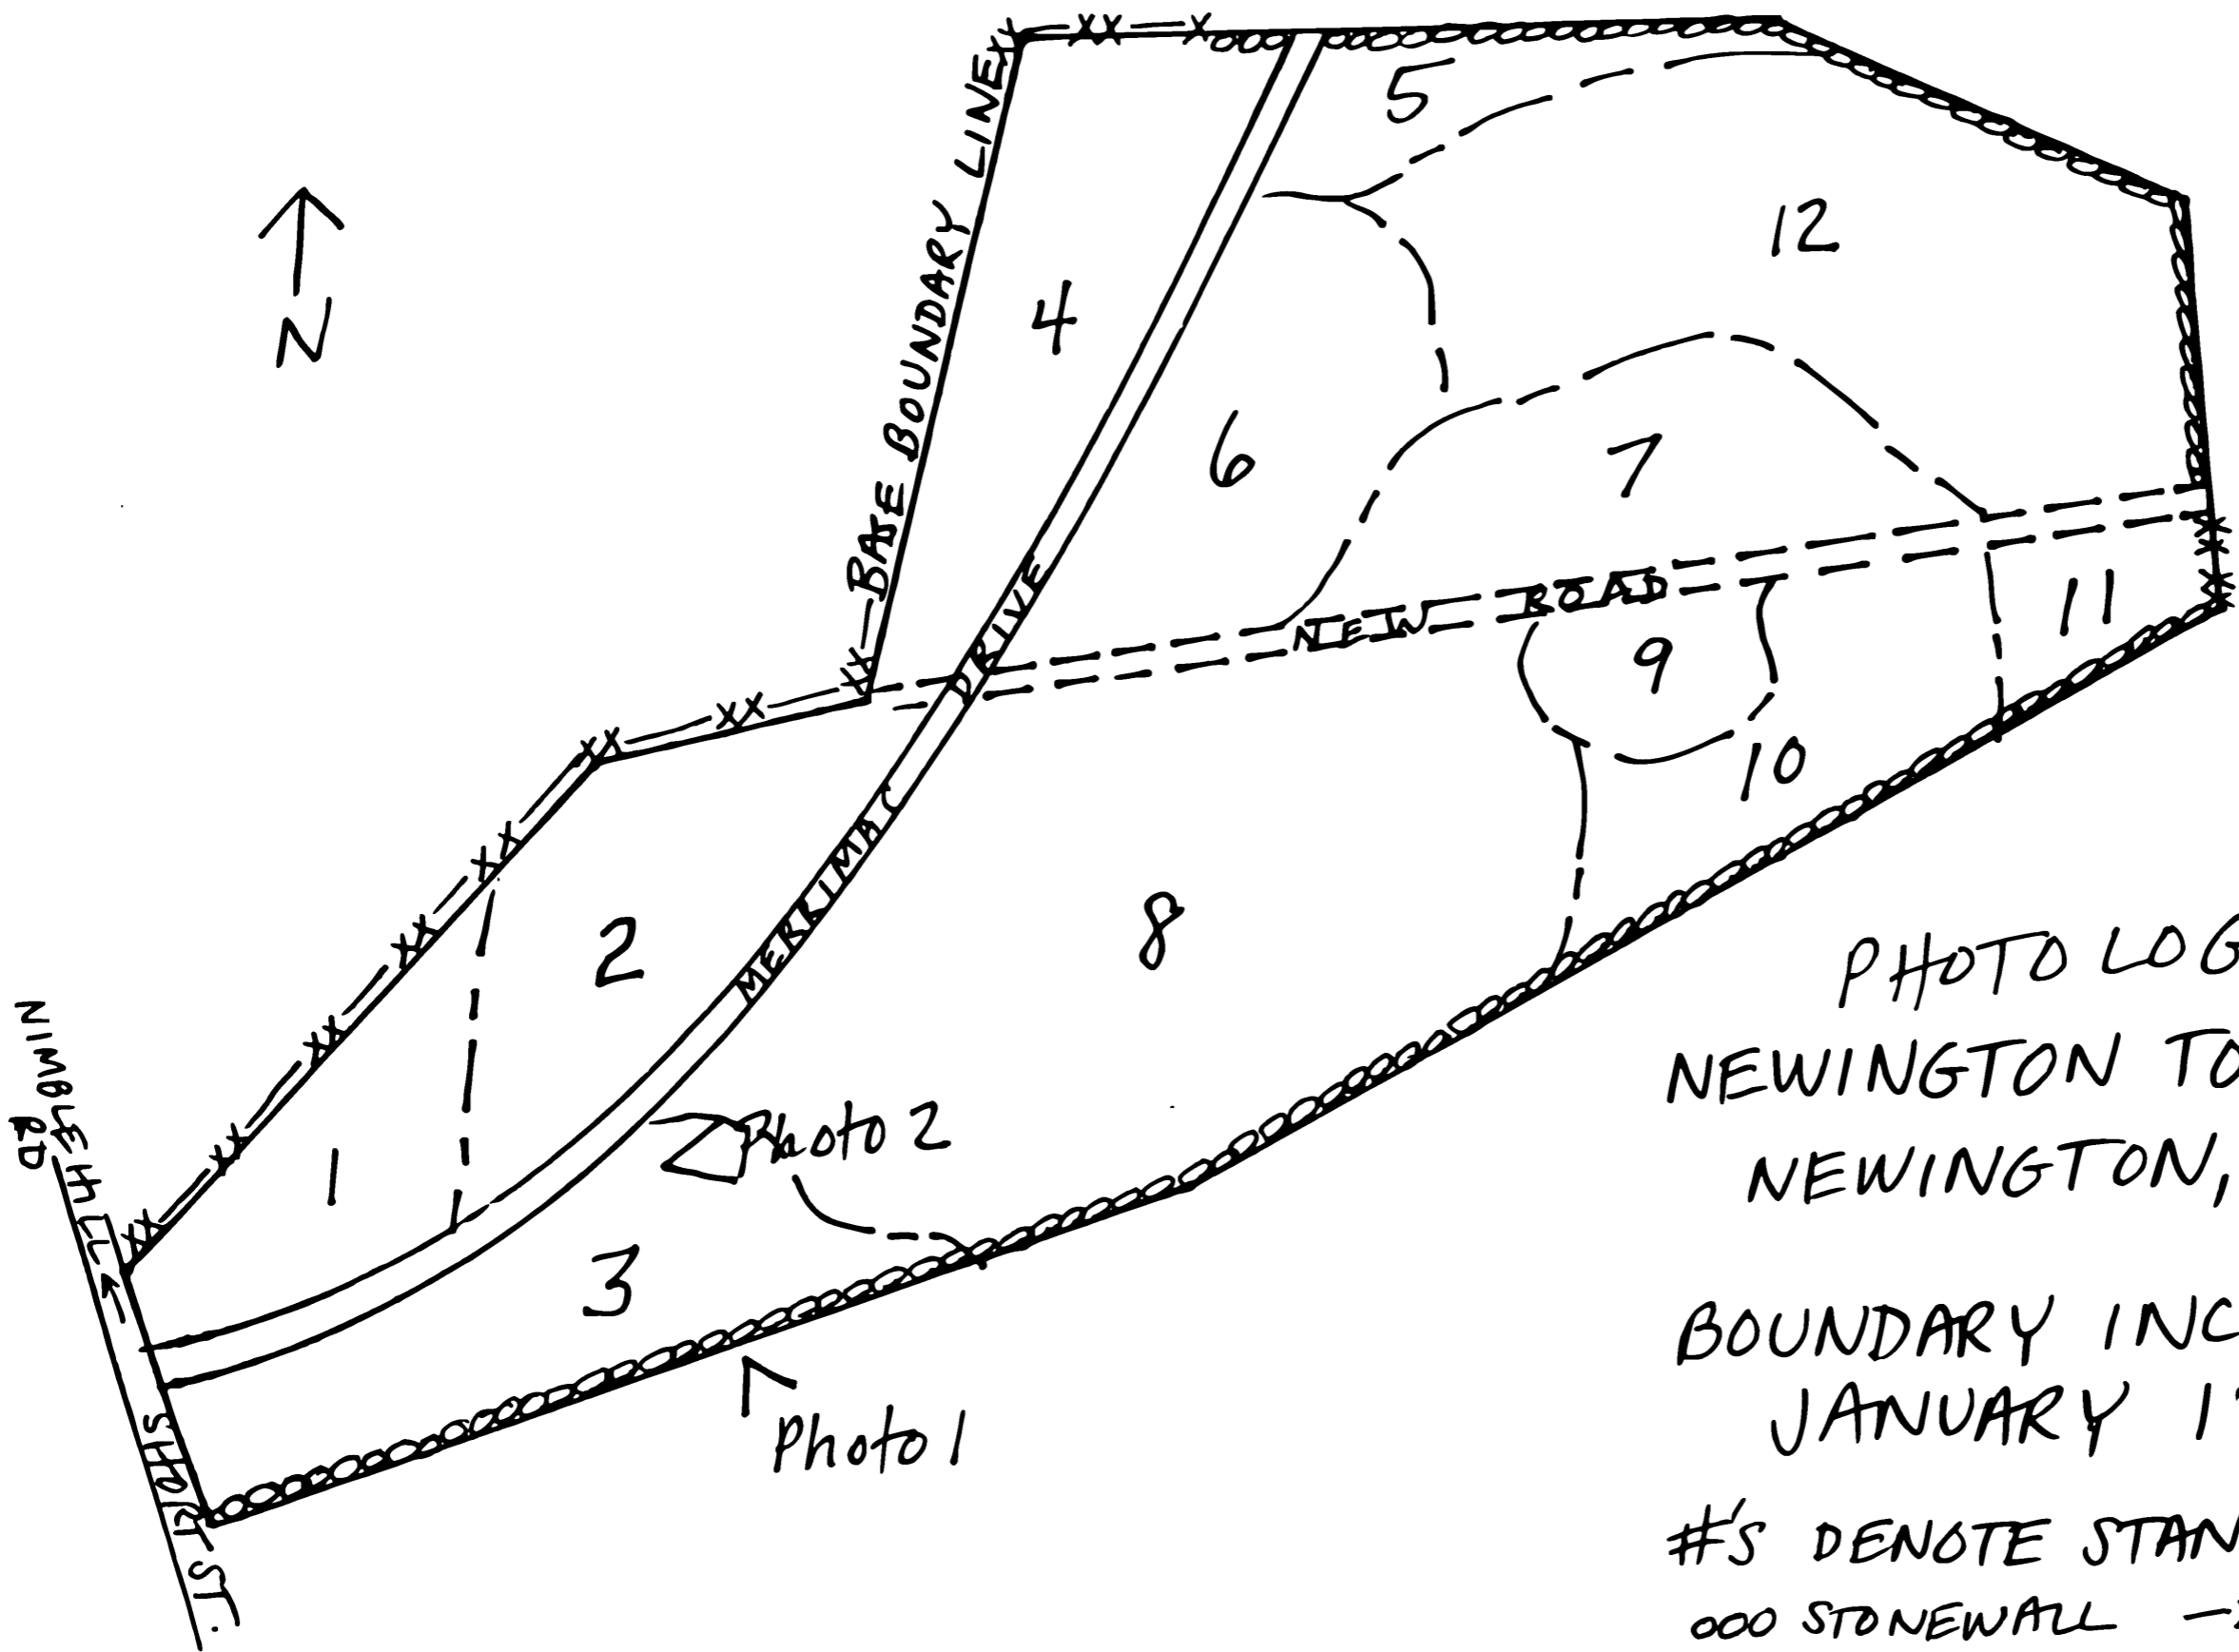 5
12
BASE BOUNDARY LINE
N
4
6
7
11
NEW ROAD
9
10
MERRIMAC DRIVE
2
8
PHOTO LOG
NEWINGTON TO
NIMBLE HILL
RD
Photo 2
1
NEWINGTON,
3
BOUNDARY INC
Photo 1
JANUARY 1
SHORT ST.
#'S DENOTE STAN
000 STONEWALL